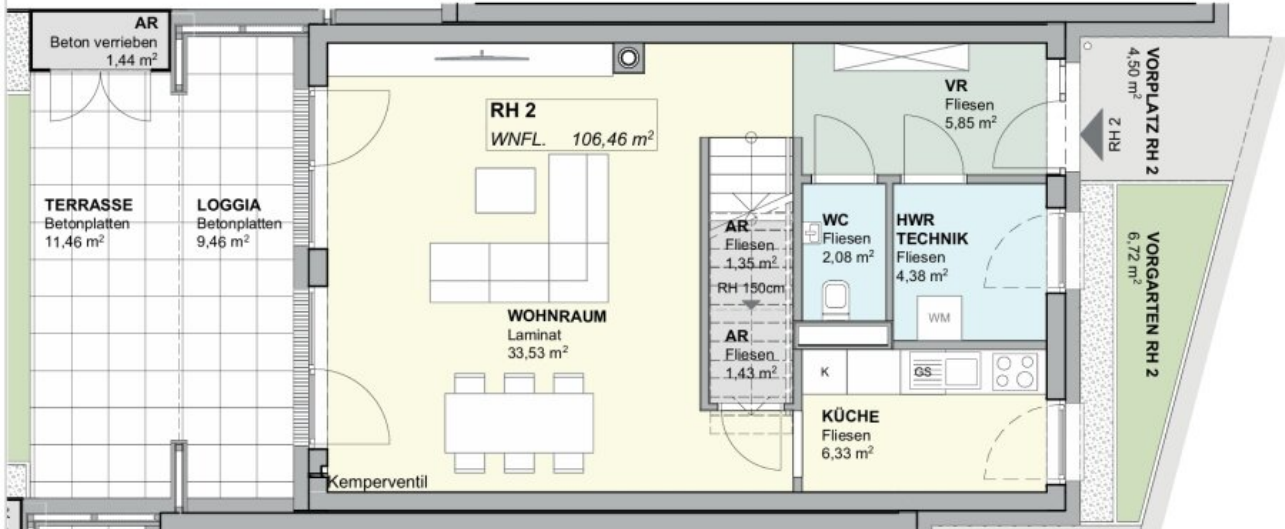 AR
Beton verrieben
1,44 m²
TERRASSE
Betonplatten
11,46 m²
LOGGIA
Betonplatten
9,46 m²
RH 2
WNFL. 106,46 m²
WOHNRAUM
Laminat
33,53 m²
Kemperventil
AR
Fliesen
1,35 m²
RH 150cm
AR
Fliesen
1,43 m²
VR
Fliesen
5,85 m²
WC
Fliesen
2,08 m²
HWR
TECHNIK
Fliesen
4,38 m²
WM
K
GS
KÜCHE
Fliesen
6,33 m²
RH 2
VORPLATZ RH 2
4,50 m²
VORGARTEN RH 2
6,72 m²